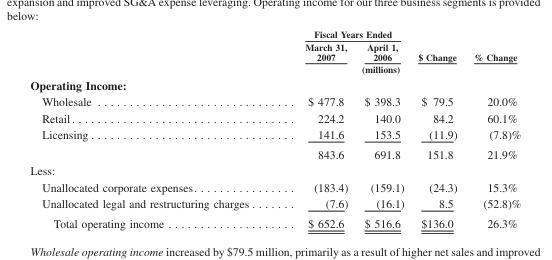 expansion and improved SG&A expense leveraging. Operating income for our three business segments is provided
below:
Fiscal Years Ended
March 31, 2007 April 1, 2006 $ Change % Change
(millions)
Operating Income:
Wholesale . . . . . . . . . . . . . . . . . . . . . . . . . . . . . . . $ 477.8 $ 398.3 $ 79.5 20.0%
Retail . . . . . . . . . . . . . . . . . . . . . . . . . . . . . . . . . . . 224.2 140.0 84.2 60.1%
Licensing . . . . . . . . . . . . . . . . . . . . . . . . . . . . . . . . 141.6 153.5 (11.9) (7.8)%
843.6 691.8 151.8 21.9%
Less:
Unallocated corporate expenses . . . . . . . . . . . . . . . . (183.4) (159.1) (24.3) 15.3%
Unallocated legal and restructuring charges . . . . . . . (7.6) (16.1) 8.5 (52.8)%
Total operating income . . . . . . . . . . . . . . . . . . . . $ 652.6 $ 516.6 $136.0 26.3%
Wholesale operating income increased by $79.5 million, primarily as a result of higher net sales and improved